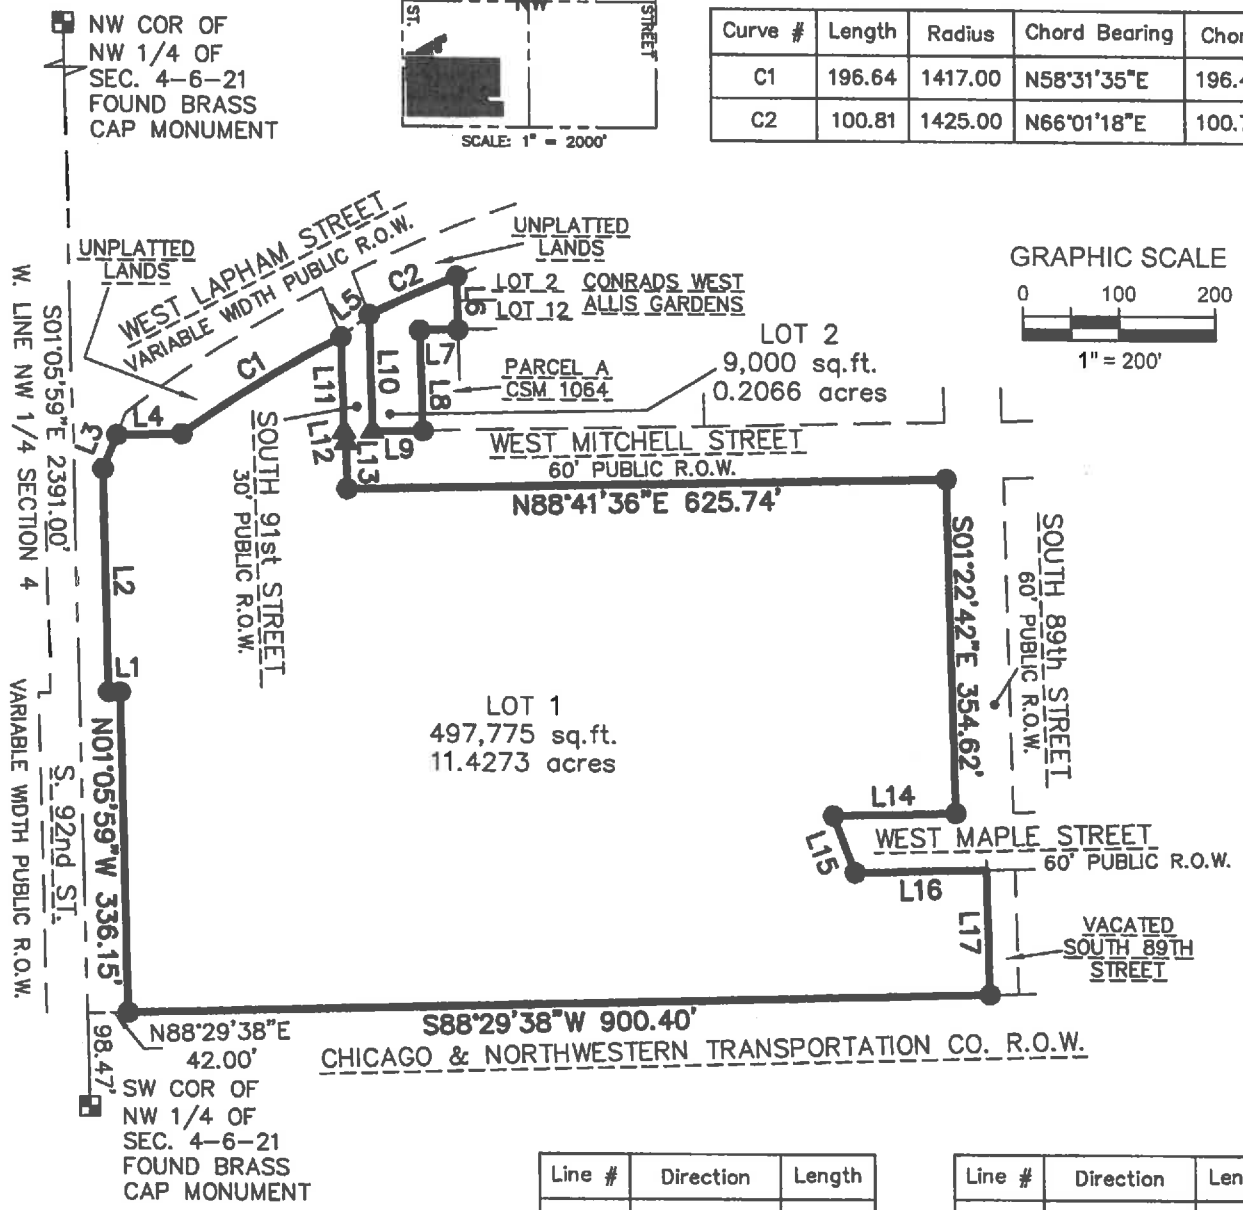 NW COR OF
NW 1/4 OF
SEC. 4-6-21
FOUND BRASS
CAP MONUMENT
ST.
STREET
SCALE: 1" = 2000'
Curve # Length Radius Chord Bearing
C1 196.64 1417.00 N58°31'35"E
C2 100.81 1425.00 N66°01'18"E
UNPLATTED
LANDS
WEST LAPHAM STREET
VARIABLE WIDTH PUBLIC R.O.W.
UNPLATTED
LANDS
LOT 2 CONRADS WEST
LOT 12 ALLIS GARDENS
GRAPHIC SCALE
0 100 200
1" = 200'
LOT 2
9,000 sq.ft.
0.2066 acres
PARCEL A
CSM 1064
C1
C2
L3
L4
L5
L6
L7
L8
L9
L10
L11
L12
L13
WEST MITCHELL STREET
60' PUBLIC R.O.W.
N88°41'36"E 625.74'
SOUTH 91st STREET
30' PUBLIC R.O.W.
W. LINE NW 1/4 SECTION 4
S01°05'59"E 2391.00'
L2
L1
N01°05'59"W 336.15'
S. 92nd ST.
VARIABLE WIDTH PUBLIC R.O.W.
LOT 1
497,775 sq.ft.
11.4273 acres
S01°22'42"E 354.62'
SOUTH 89th STREET
60' PUBLIC R.O.W.
L14
L15
WEST MAPLE STREET
60' PUBLIC R.O.W.
L16
L17
VACATED
SOUTH 89TH
STREET
S88°29'38"W 900.40'
CHICAGO & NORTHWESTERN TRANSPORTATION CO. R.O.W.
N88°29'38"E
42.00'
98.47'
SW COR OF
NW 1/4 OF
SEC. 4-6-21
FOUND BRASS
CAP MONUMENT
Line # Direction Length
Line # Direction